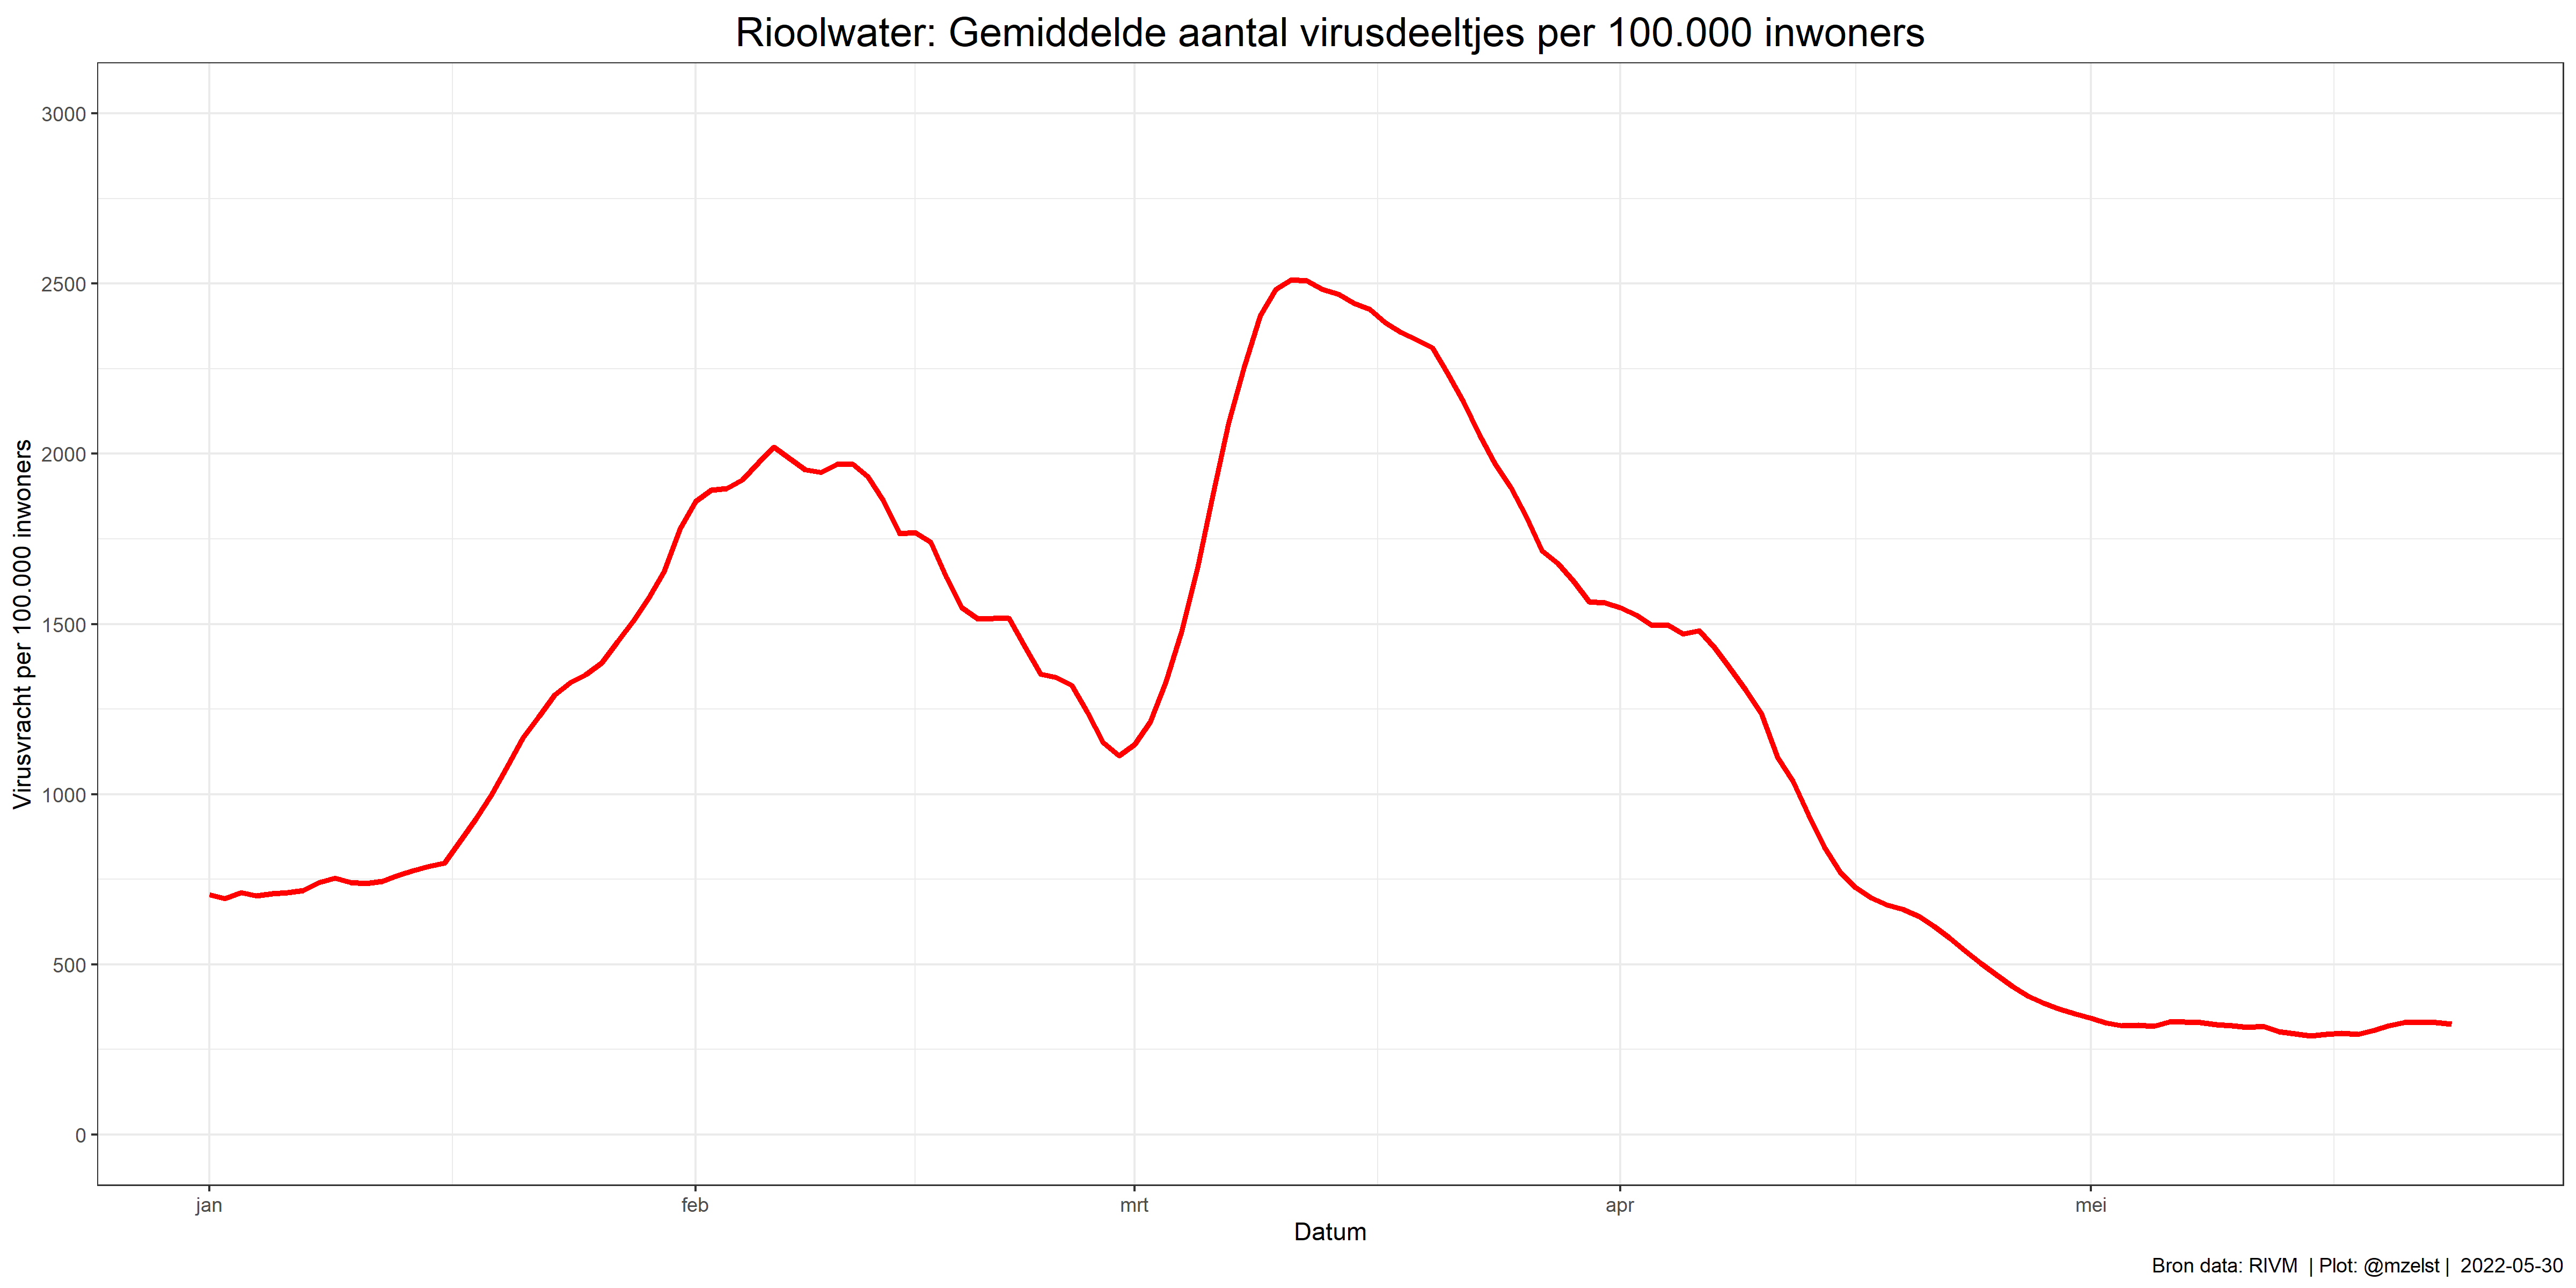 Rioolwater: Gemiddelde aantal virusdeeltjes per 100.000 inwoners
Virusvracht per 100.000 inwoners
3000
2500
2000
1500
1000
500
0
jan feb mrt apr mei
Datum
Bron data: RIVM | Plot: @mzelst | 2022-05-30